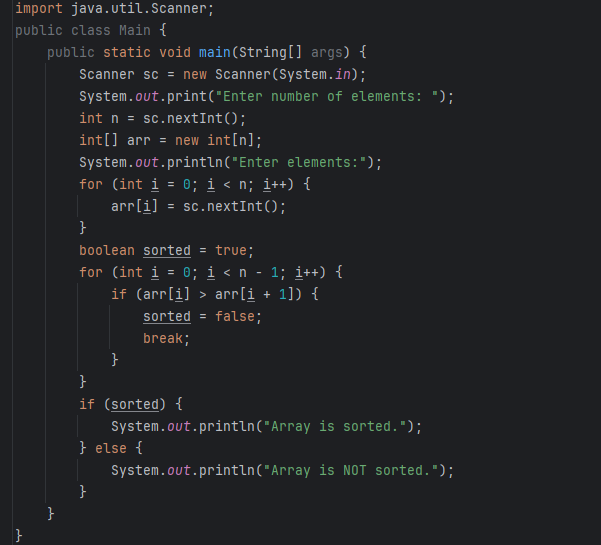 import java.util.Scanner;
public class Main {
    public static void main(String[] args) {
        Scanner sc = new Scanner(System.in);
        System.out.print("Enter number of elements: ");
        int n = sc.nextInt();
        int[] arr = new int[n];
        System.out.println("Enter elements:");
        for (int i = 0; i < n; i++) {
            arr[i] = sc.nextInt();
        }
        boolean sorted = true;
        for (int i = 0; i < n - 1; i++) {
            if (arr[i] > arr[i + 1]) {
                sorted = false;
                break;
            }
        }
        if (sorted) {
            System.out.println("Array is sorted.");
        } else {
            System.out.println("Array is NOT sorted.");
        }
    }
}